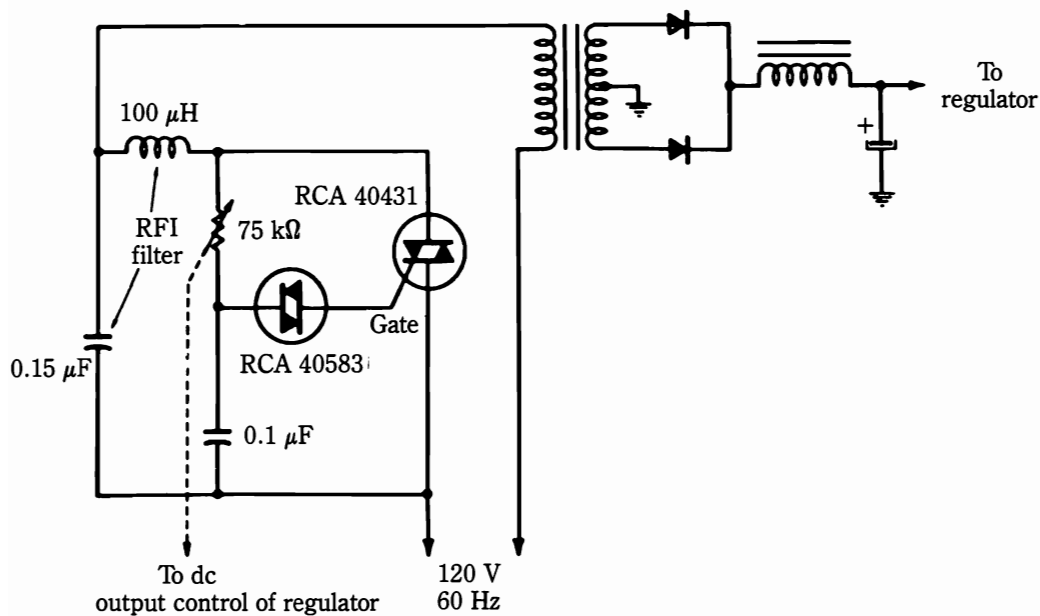 To
regulator
100 μH
RCA 40431
RFI
filter
75 kΩ
Gate
RCA 40583
0.15 μF
0.1 μF
+
To dc
output control of regulator
120 V
60 Hz